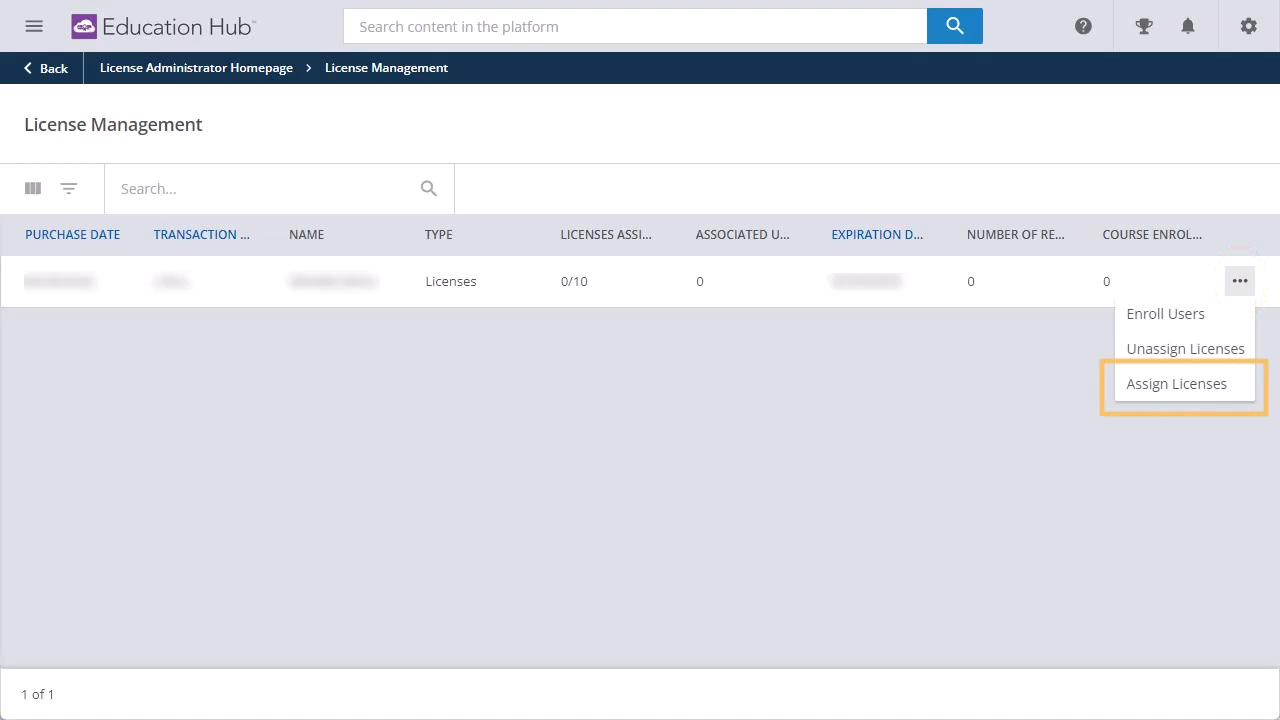 Education Hub™
Search content in the platform
Back
License Administrator Homepage > License Management
License Management
Search...
PURCHASE DATE TRANSACTION ... NAME TYPE LICENSES ASSI... ASSOCIATED U... EXPIRATION D... NUMBER OF RE... COURSE ENROL...
Licenses 0/10 0 0 0
Enroll Users
Unassign Licenses
Assign Licenses
1 of 1